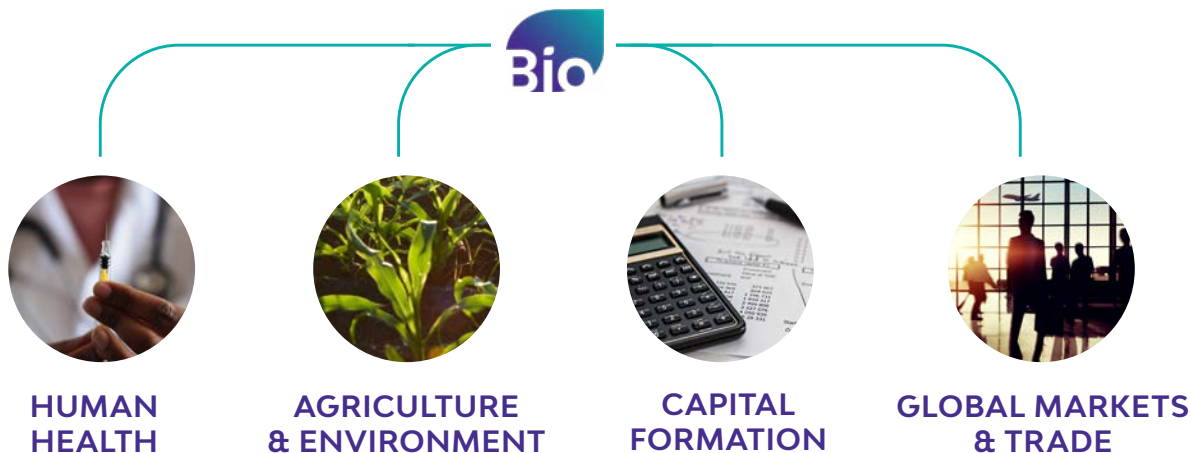 Bio
HUMAN
HEALTH
AGRICULTURE
& ENVIRONMENT
CAPITAL
FORMATION
GLOBAL MARKETS
& TRADE